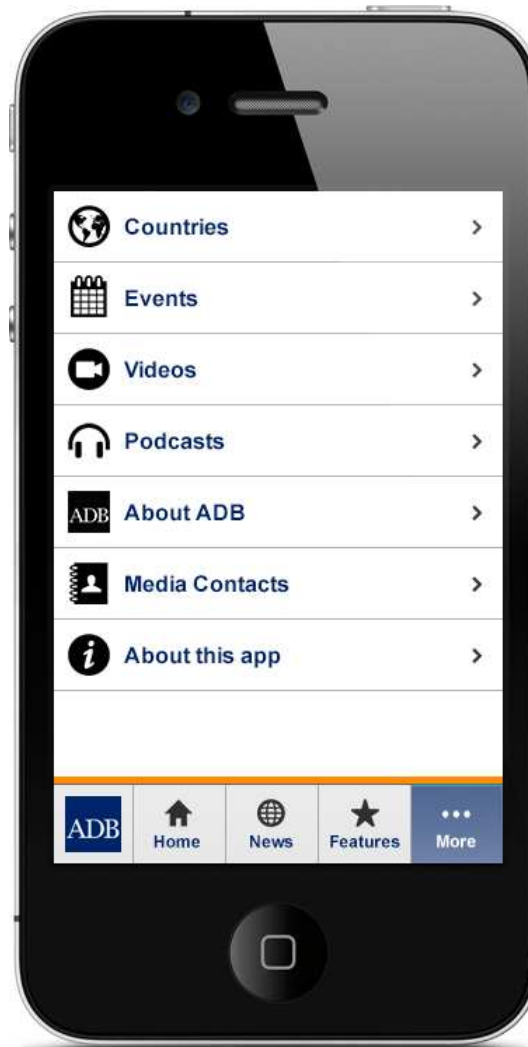 Countries
Events
Videos
Podcasts
ADB About ADB
Media Contacts
i About this app
ADB Home News Features More